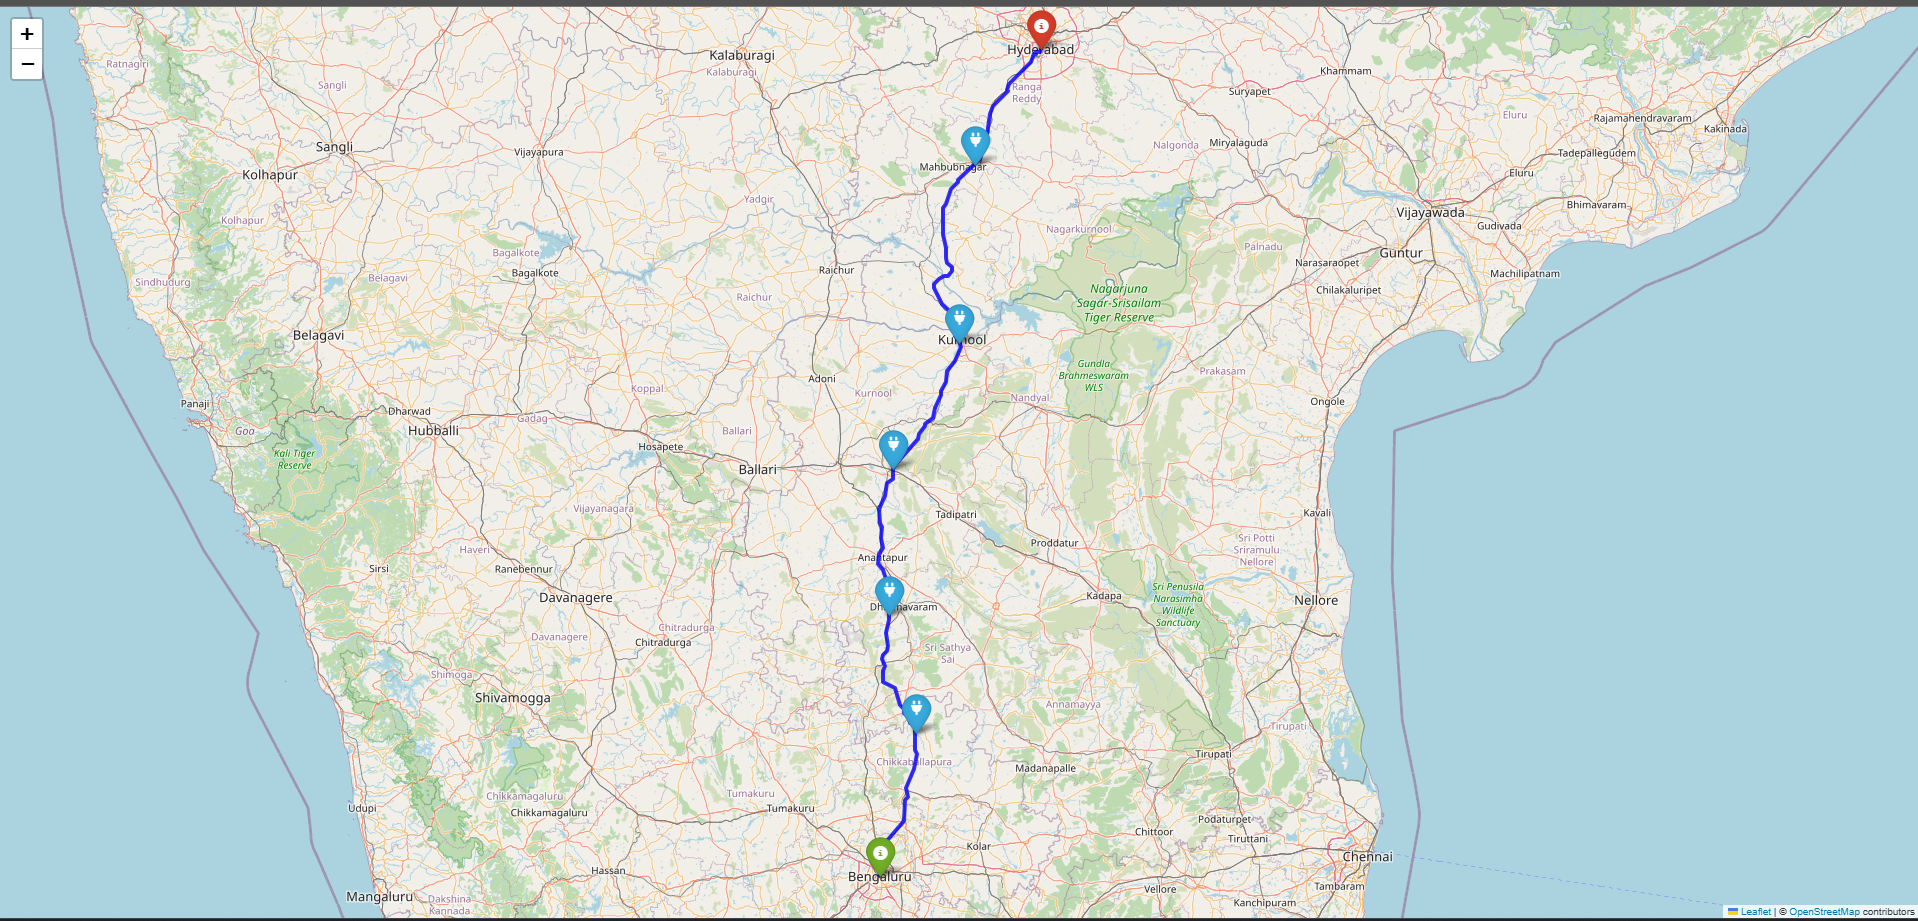 +
−
Ratnagiri
Kalaburagi
Kalaburagi
Sangli
Hyderabad
Ranga
Reddy
Khammam
Suryapet
Eluru
Rajamahendravaram
Kakinada
Sangli
Kolhapur
Vijayapura
Mahbubnagar
Nalgonda
Miryalaguda
Tadepallegudem
Eluru
Kolhapur
Yadgir
Vijayawada
Bhimavaram
Gudivada
Nagarkurnool
Palnadu
Bagalkote
Bagalkote
Guntur
Narasaraopet
Machilipatnam
Sindhudurg
Belagavi
Raichur
Raichur
Chilakaluripet
Nagarjuna
Sagar-Srisailam
Tiger Reserve
Belagavi
Kurnool
Gundla
Brahmeswaram
WLS
Prakasam
Adoni
Koppal
Kurnool
Nandyal
Ongole
Panaji
Dharwad
Goa
Hubballi
Gadag
Ballari
Hosapete
Kali Tiger
Reserve
Ballari
Vijayanagara
Tadipatri
Kavali
Haveri
Anantapur
Proddatur
Sri Potti
Sriramulu
Nellore
Sirsi
Ranebennur
Davanagere
Dharmavaram
Kadapa
Sri Penusila
Narasimha
Wildlife
Sanctuary
Nellore
Davanagere
Chitradurga
Chitradurga
Sri Sathya
Sai
Shimoga
Shivamogga
Annamayya
Tirupati
Chikkaballapura
Madanapalle
Tirupati
Udupi
Chikkamagaluru
Chikkamagaluru
Tumakuru
Tumakuru
Podaturpet
Chittoor
Tiruttani
Kolar
Chennai
Hassan
Bengaluru
Vellore
Tambaram
Mangaluru
Dakshina
Kannada
Kanchipuram
Leaflet | © OpenStreetMap contributors